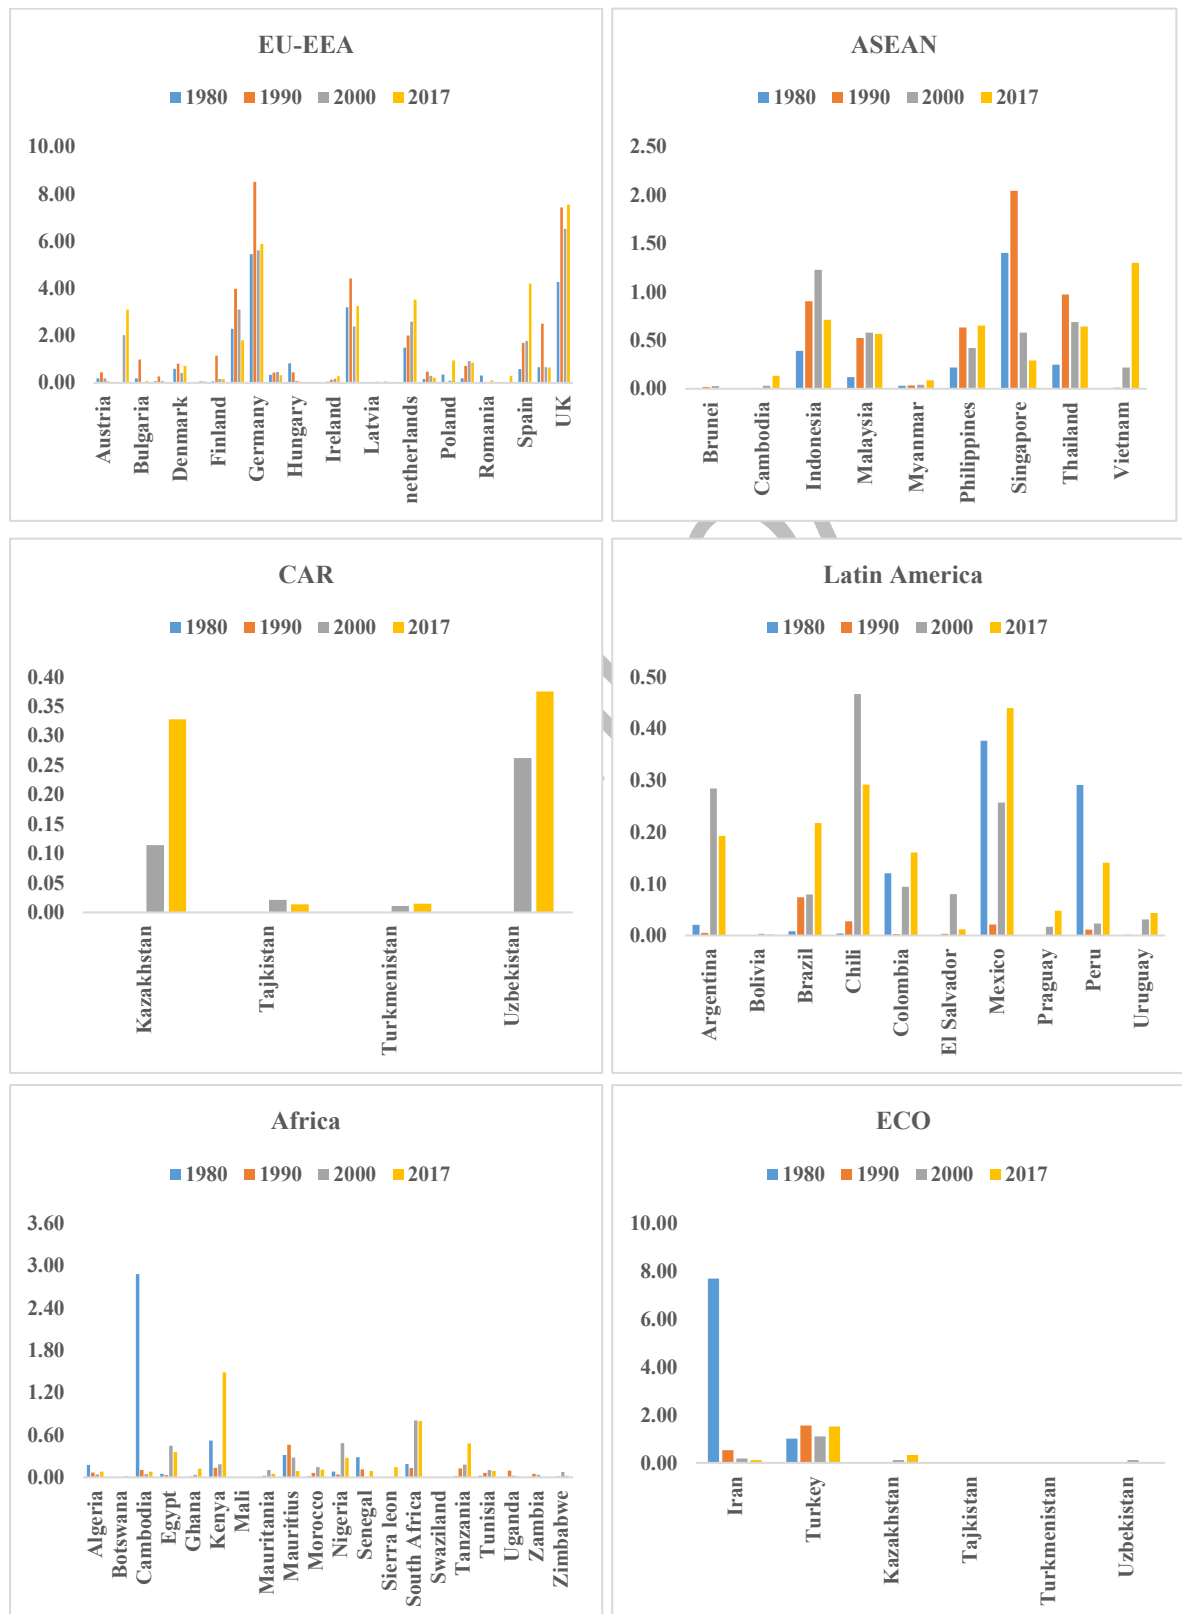 EU-EEA
1980 1990 2000 2017
10.00
8.00
6.00
4.00
2.00
0.00
Austria
Bulgaria
Denmark
Finland
Germany
Hungary
Ireland
Latvia
netherlands
Poland
Romania
Spain
UK
ASEAN
1980 1990 2000 2017
2.50
2.00
1.50
1.00
0.50
0.00
Brunei
Cambodia
Indonesia
Malaysia
Myanmar
Philippines
Singapore
Thailand
Vietnam
CAR
1980 1990 2000 2017
0.40
0.35
0.30
0.25
0.20
0.15
0.10
0.05
0.00
Kazakhstan
Tajkistan
Turkmenistan
Uzbekistan
Latin America
1980 1990 2000 2017
0.50
0.40
0.30
0.20
0.10
0.00
Argentina
Bolivia
Brazil
Chili
Colombia
El Salvador
Mexico
Praguay
Peru
Uruguay
Africa
1980 1990 2000 2017
3.60
3.00
2.40
1.80
1.20
0.60
0.00
Algeria
Botswana
Cambodia
Egypt
Ghana
Kenya
Mali
Mauritania
Mauritius
Morocco
Nigeria
Senegal
Sierra leon
South Africa
Swaziland
Tanzania
Tunisia
Uganda
Zambia
Zimbabwe
ECO
1980 1990 2000 2017
10.00
8.00
6.00
4.00
2.00
0.00
Iran
Turkey
Kazakhstan
Tajkistan
Turkmenistan
Uzbekistan